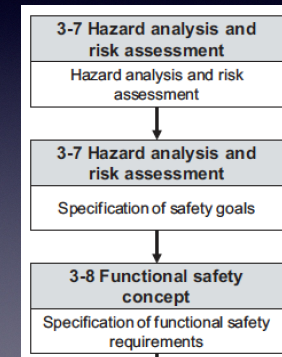 3-7 Hazard analysis and
risk assessment
Hazard analysis and risk
assessment
3-7 Hazard analysis and
risk assessment
Specification of safety goals
3-8 Functional safety
concept
Specification of functional safety
requirements